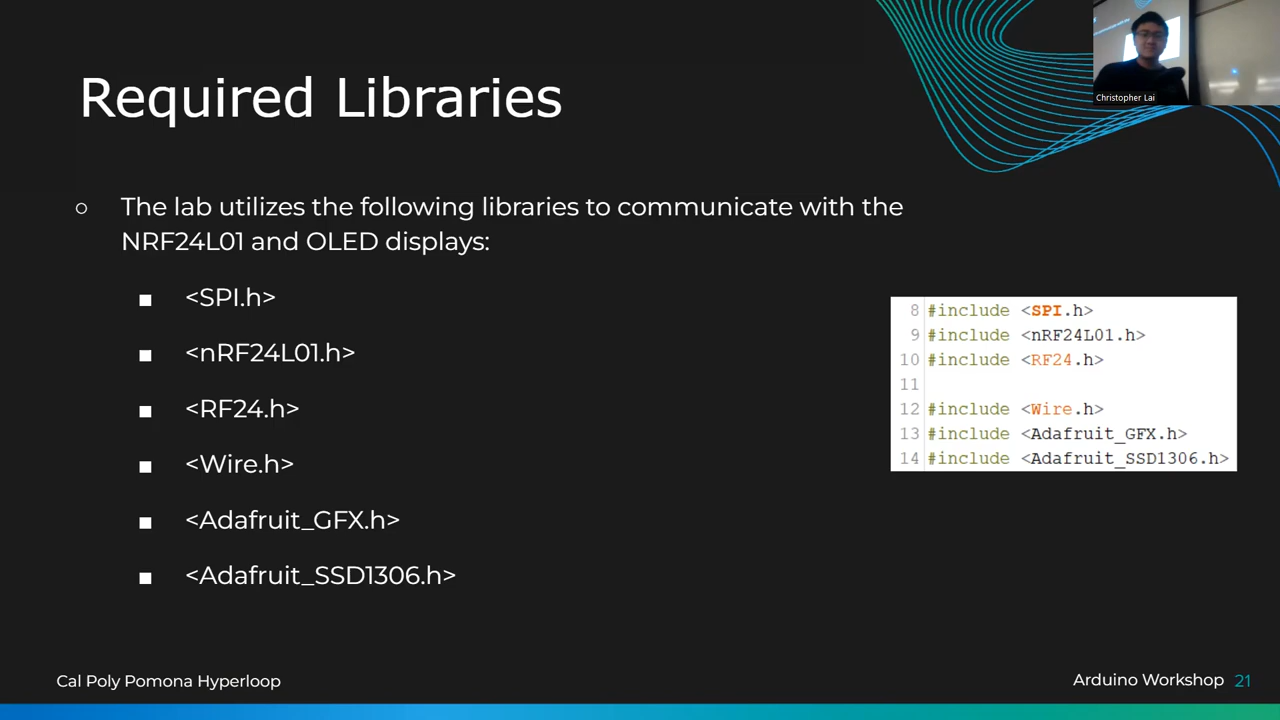 Christopher Lai
Required Libraries
○ The lab utilizes the following libraries to communicate with the
NRF24L01 and OLED displays:
■ <SPI.h>
■ <nRF24L01.h>
■ <RF24.h>
■ <Wire.h>
■ <Adafruit_GFX.h>
■ <Adafruit_SSD1306.h>
8 #include <SPI.h>
9 #include <nRF24L01.h>
10 #include <RF24.h>
11
12 #include <Wire.h>
13 #include <Adafruit_GFX.h>
14 #include <Adafruit_SSD1306.h>
Cal Poly Pomona Hyperloop
Arduino Workshop 21